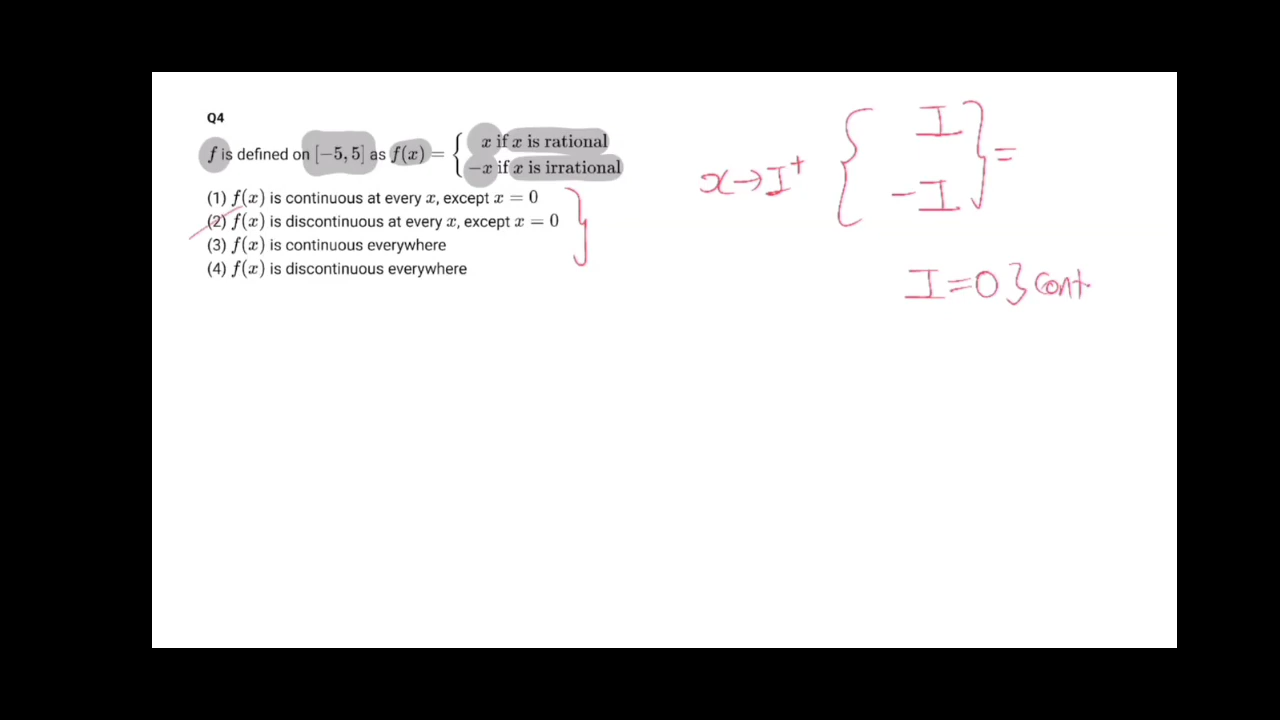 Q4
f is defined on [−5, 5] as f(x) = { x if x is rational
−x if x is irrational
(1) f(x) is continuous at every x, except x = 0
(2) f(x) is discontinuous at every x, except x = 0
(3) f(x) is continuous everywhere
(4) f(x) is discontinuous everywhere
x→I⁺ { I } =
−I
I=0 } cont